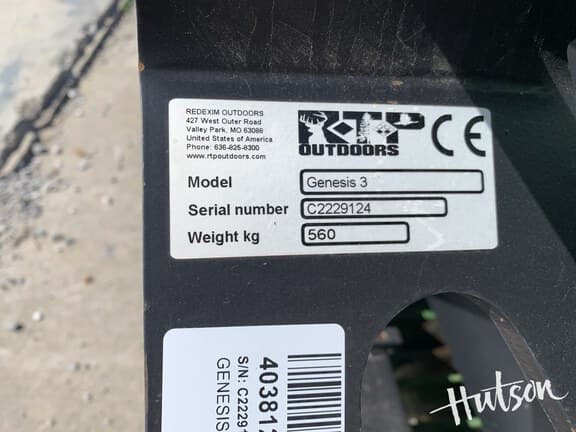 REDEXIM OUTDOORS
427 West Outer Road
Valley Park, MO 63088
United States of America
Phone: 636-825-8300
www.rtpoutdoors.com
RTP
OUTDOORS
CE
Model Genesis 3
Serial number C2229124
Weight kg 560
GENESIS
S/N: C2229
40381
Hutson